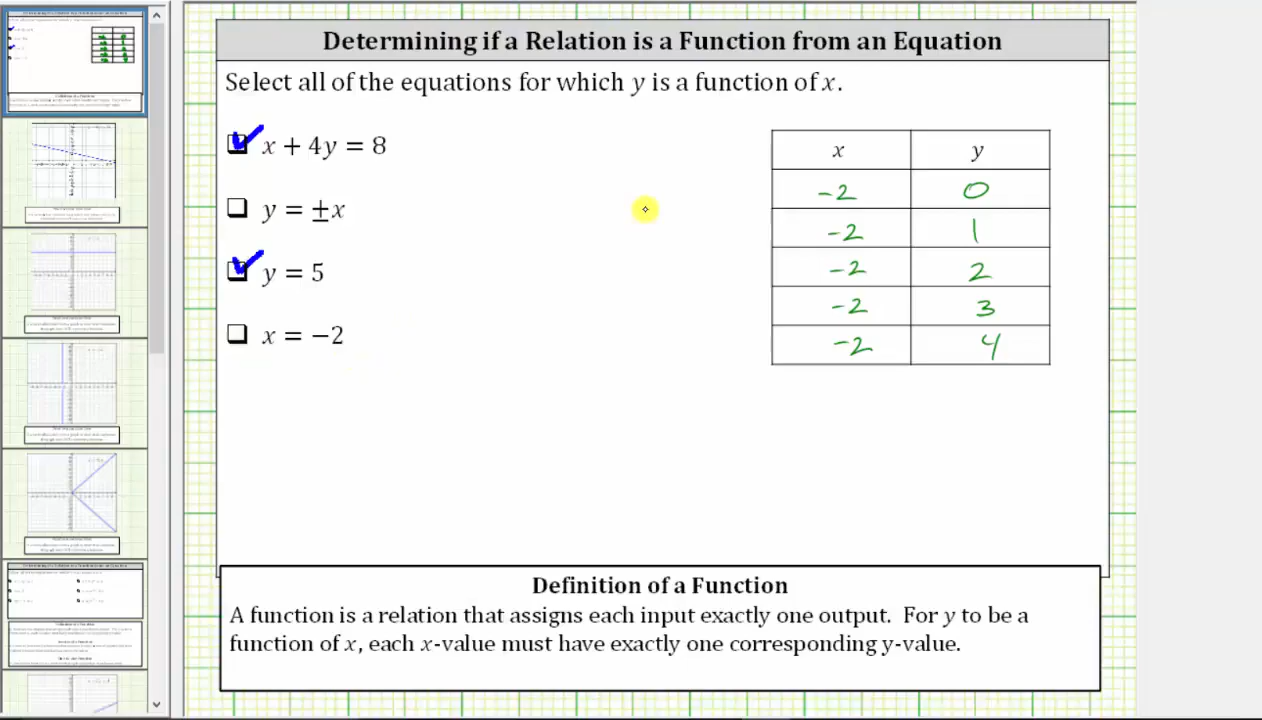 Determining if a Relation is a Function from an Equation
Select all of the equations for which y is a function of x.
x + 4y = 8
y = ±x
y = 5
x = −2
x y
-2 0
-2 1
-2 2
-2 3
-2 4
Definition of a Function
A function is a relation that assigns each input exactly one output. For y to be a
function of x, each x-value must have exactly one corresponding y-value.